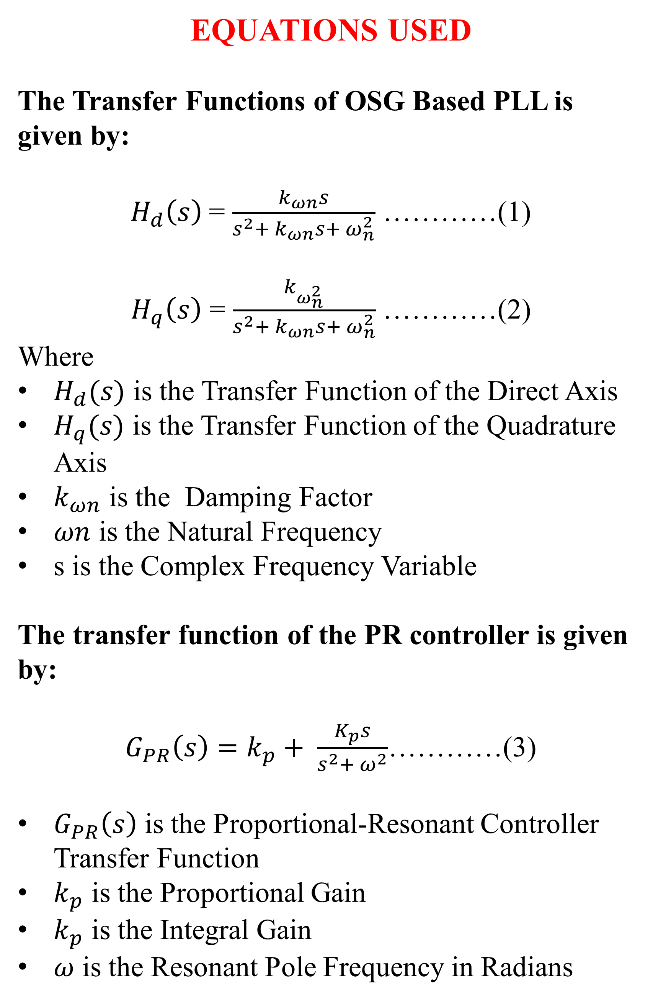 EQUATIONS USED
The Transfer Functions of OSG Based PLL is
given by:
$H_d(s) = \frac{k_{\omega n} s}{s^2 + k_{\omega n} s + \omega_n^2}$ …………(1)
$H_q(s) = \frac{k_{\omega_n^2}}{s^2 + k_{\omega n} s + \omega_n^2}$ …………(2)
Where
• $H_d(s)$ is the Transfer Function of the Direct Axis
• $H_q(s)$ is the Transfer Function of the Quadrature
Axis
• $k_{\omega n}$ is the Damping Factor
• $\omega n$ is the Natural Frequency
• s is the Complex Frequency Variable
The transfer function of the PR controller is given
by:
$G_{PR}(s) = k_p + \frac{K_p s}{s^2 + \omega^2}$…………(3)
• $G_{PR}(s)$ is the Proportional-Resonant Controller
Transfer Function
• $k_p$ is the Proportional Gain
• $k_p$ is the Integral Gain
• $\omega$ is the Resonant Pole Frequency in Radians